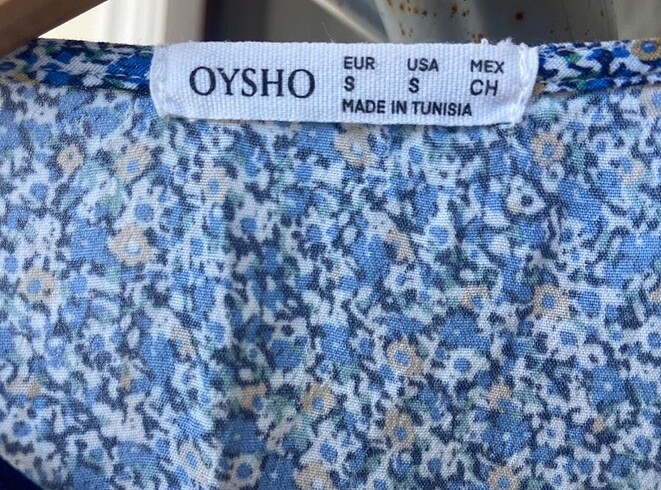 OYSHO
EUR USA MEX
S S CH
MADE IN TUNISIA